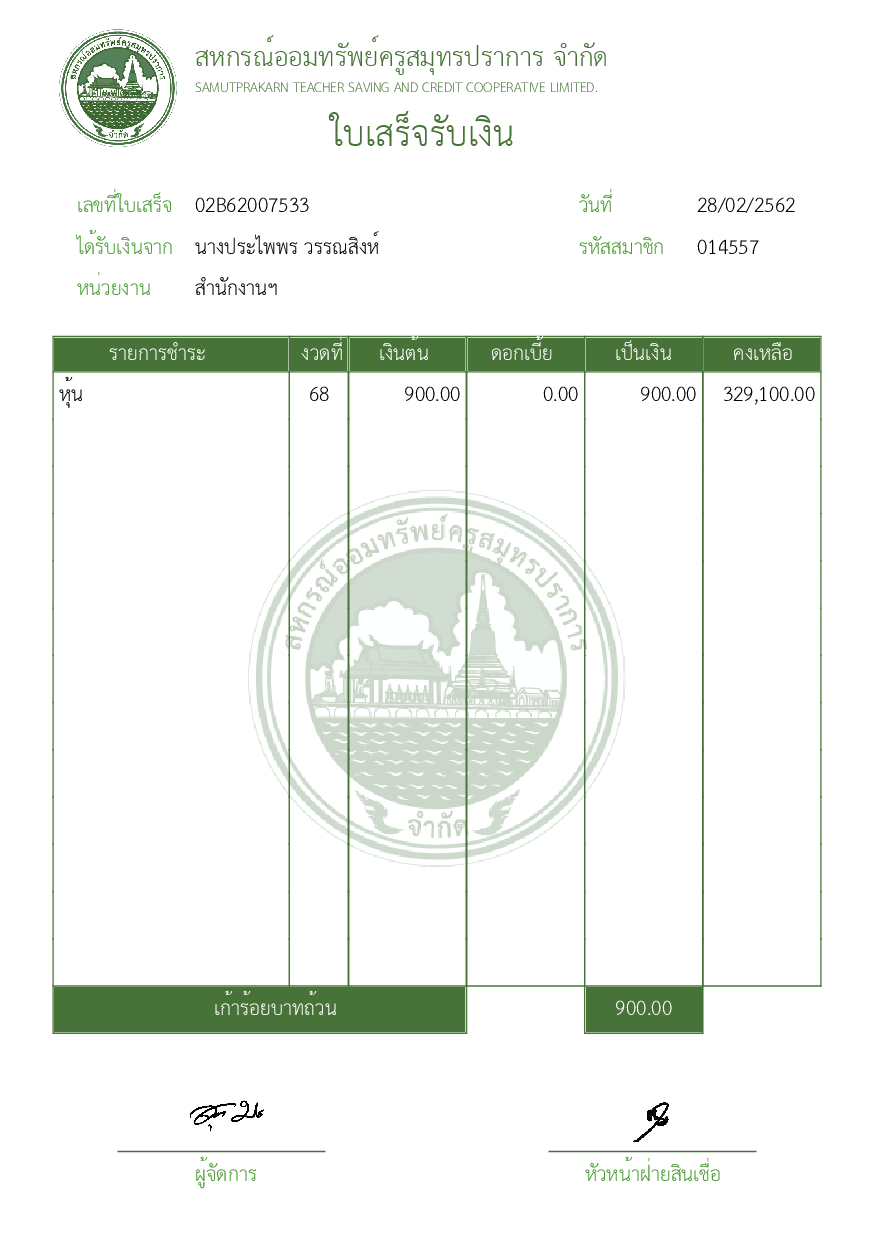 สหกรณ์ออมทรัพย์ครูสมุทรปราการ จำกัด
SAMUTPRAKARN TEACHER SAVING AND CREDIT COOPERATIVE LIMITED.
ใบเสร็จรับเงิน
เลขที่ใบเสร็จ 02B62007533 วันที่ 28/02/2562
ได้รับเงินจาก นางประไพพร วรรณสิงห์ รหัสสมาชิก 014557
หน่วยงาน สำนักงานฯ
รายการชำระ งวดที่ เงินต้น ดอกเบี้ย เป็นเงิน คงเหลือ
หุ้น 68 900.00 0.00 900.00 329,100.00
สหกรณ์ออมทรัพย์ครูสมุทรปราการ
จำกัด
เก้าร้อยบาทถ้วน 900.00
ผู้จัดการ หัวหน้าฝ่ายสินเชื่อ